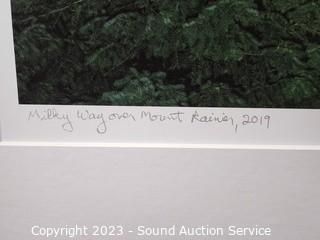 Milky Way over Mount Rainier, 2019
Copyright 2023 - Sound Auction Service